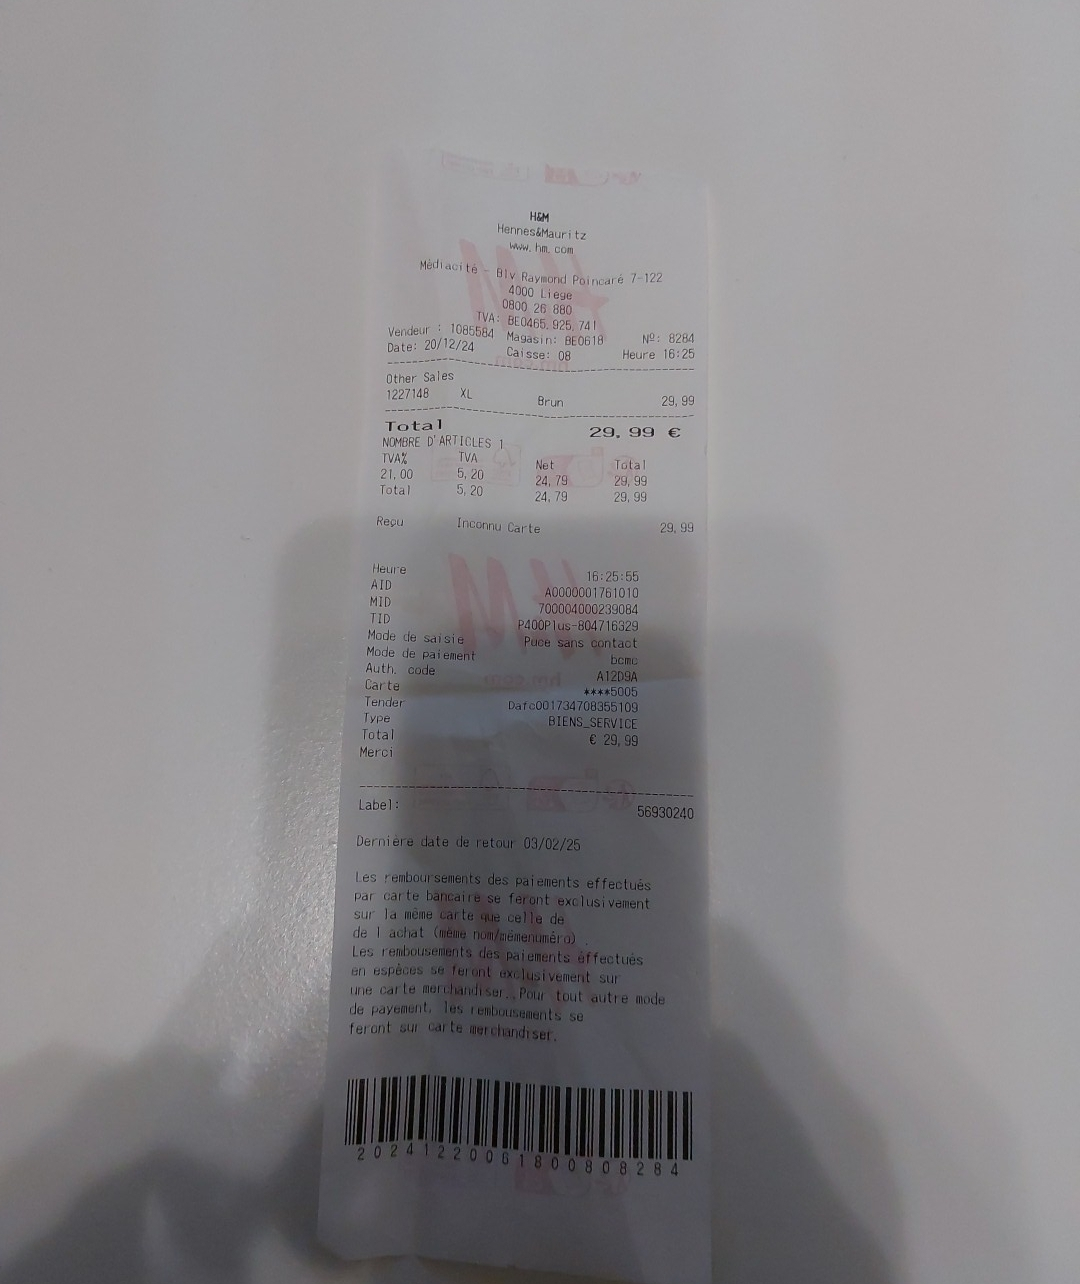 H&M
Hennes&Mauritz
www.hm.com
Médiacité - Blv Raymond Poincaré 7-122
4000 Liege
0800 26 880
TVA: BE0465.925.741
Vendeur : 1085584 Magasin: BE0618 Nº: 8284
Date: 20/12/24 Caisse: 08 Heure 16:25
Other Sales
1227148 XL Brun 29,99
Total 29,99 €
NOMBRE D'ARTICLES 1
TVA% TVA Net Total
21,00 5,20 24,79 29,99
Total 5,20 24,79 29,99
Reçu Inconnu Carte 29,99
Heure 16:25:55
AID A0000001761010
MID 700004000239084
TID P400Plus-804716329
Mode de saisie Puce sans contact
Mode de paiement bcmc
Auth. code A12D9A
Carte ****5005
Tender Dafc001734708355109
Type BIENS_SERVICE
Total € 29,99
Merci
Label: 56930240
Dernière date de retour 03/02/25
Les remboursements des paiements effectués
par carte bancaire se feront exclusivement
sur la même carte que celle de
de l achat (même nom/mêmenuméro) .
Les rembousements des paiements effectués
en espèces se feront exclusivement sur
une carte merchandiser..Pour tout autre mode
de payement, les rembousements se
feront sur carte merchandiser.
20241220061800808284